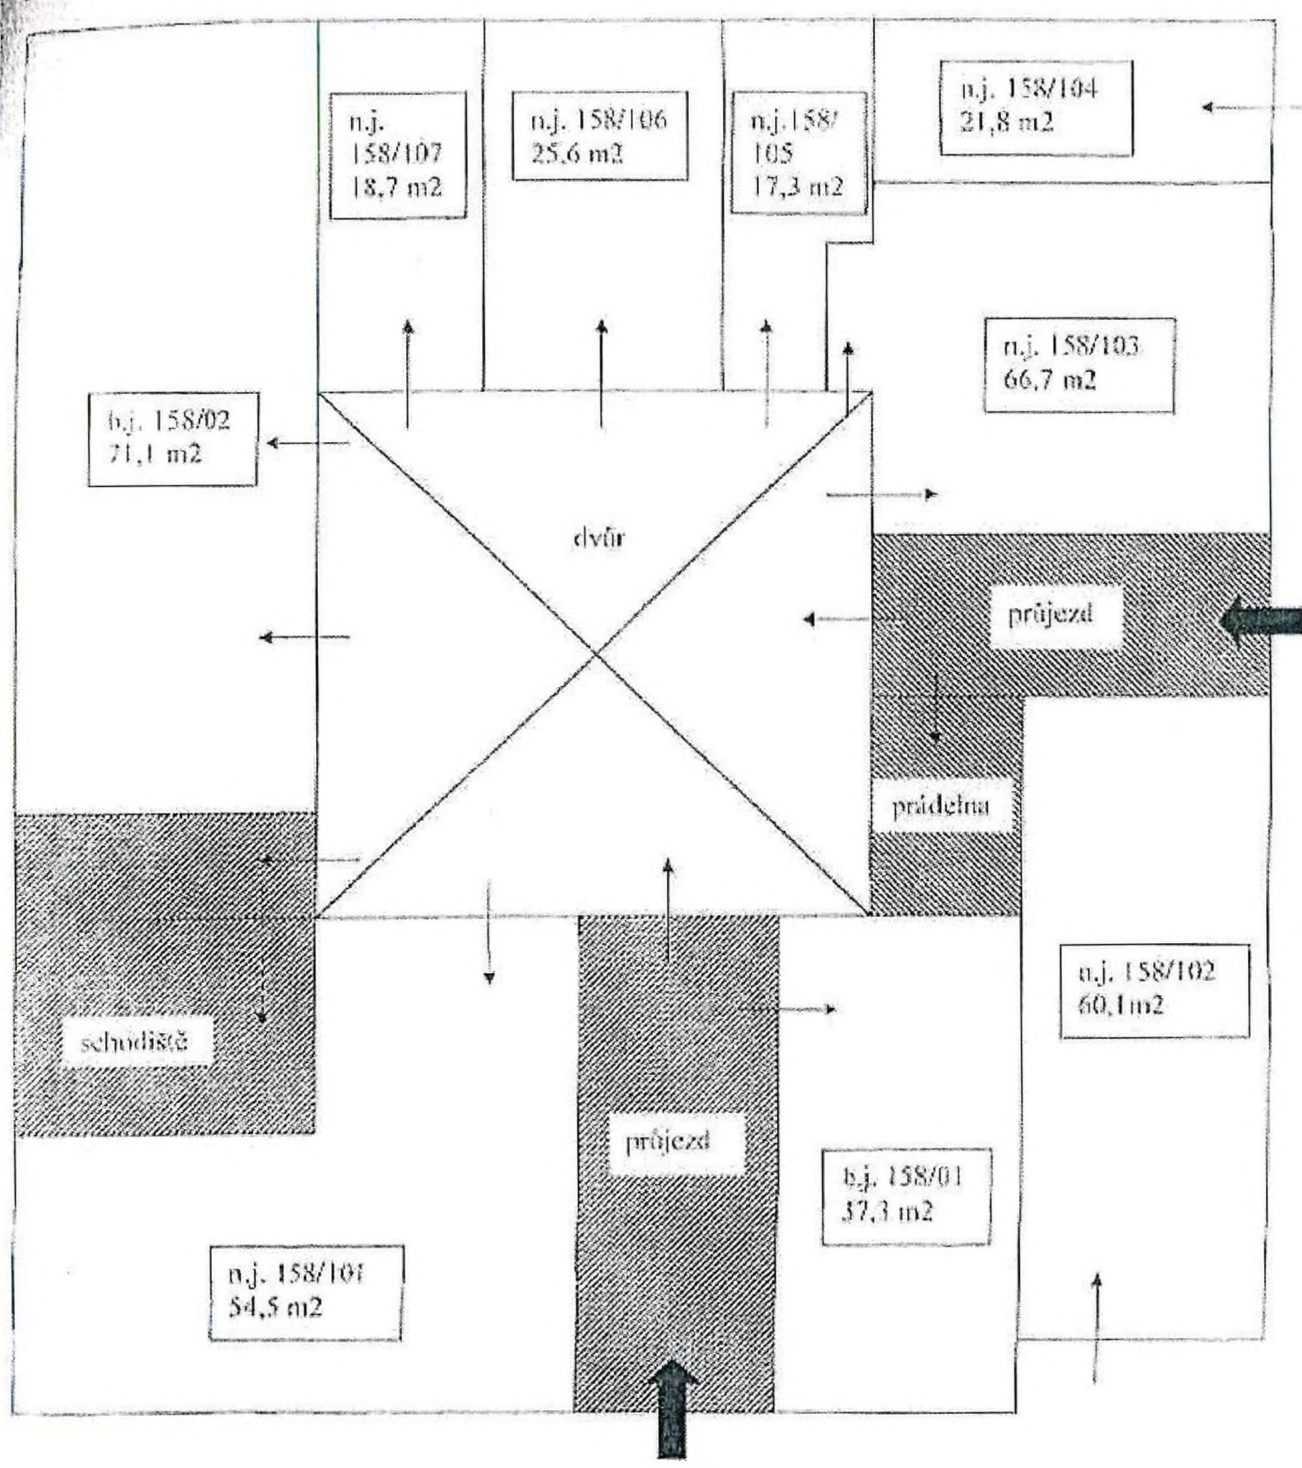 n.j.
158/107
18,7 m2
n.j. 158/106
25,6 m2
n.j.158/
105
17,3 m2
n.j. 158/104
21,8 m2
n.j. 158/103
66,7 m2
b.j. 158/02
71,1 m2
dvůr
průjezd
prádelna
n.j. 158/102
60,1m2
schodiště
průjezd
b.j. 158/01
37,3 m2
n.j. 158/101
54,5 m2